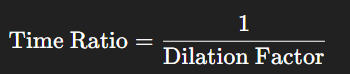 Time Ratio = 1 / Dilation Factor